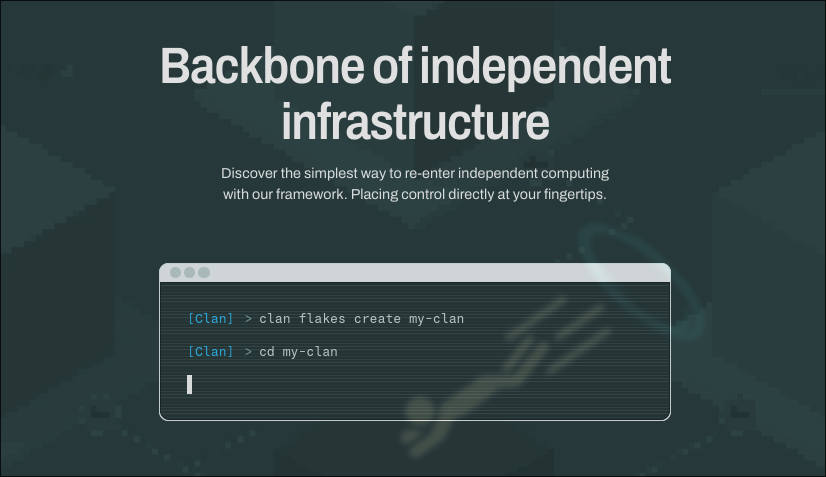 Backbone of independent
infrastructure
Discover the simplest way to re-enter independent computing
with our framework. Placing control directly at your fingertips.
[Clan] > clan flakes create my-clan
[Clan] > cd my-clan